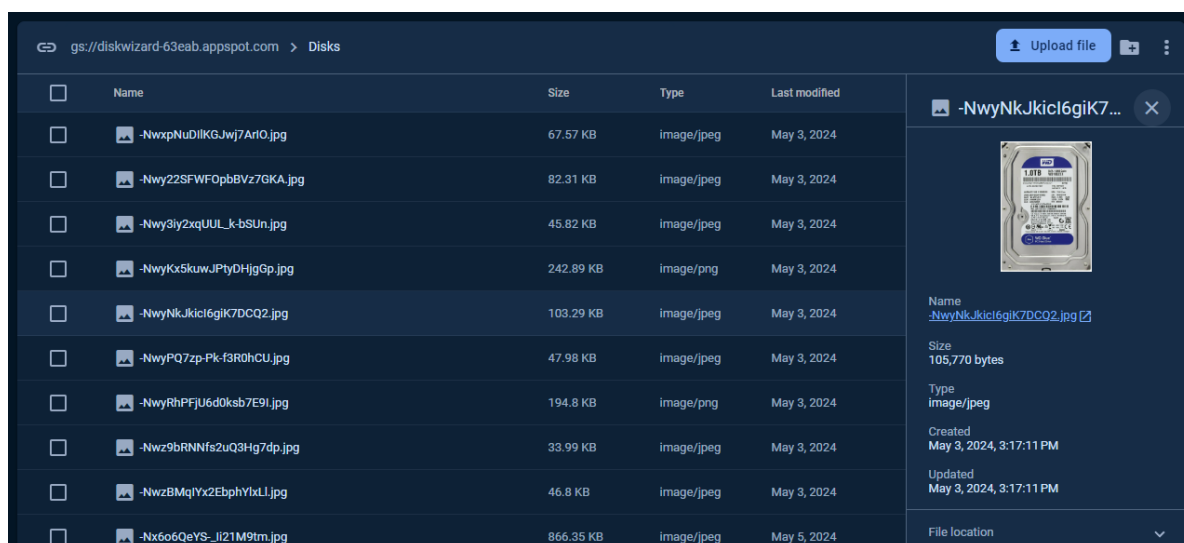 gs://diskwizard-63eab.appspot.com > Disks
Upload file
Name Size Type Last modified
-NwxpNuDIlKGJwj7ArIO.jpg 67.57 KB image/jpeg May 3, 2024
-Nwy22SFWFOpbBVz7GKA.jpg 82.31 KB image/jpeg May 3, 2024
-Nwy3iy2xqUUL_k-bSUn.jpg 45.82 KB image/jpeg May 3, 2024
-NwyKx5kuwJPtyDHjgGp.jpg 242.89 KB image/png May 3, 2024
-NwyNkJkicI6giK7DCQ2.jpg 103.29 KB image/jpeg May 3, 2024
-NwyPQ7zp-Pk-f3R0hCU.jpg 47.98 KB image/jpeg May 3, 2024
-NwyRhPFjU6d0ksb7E9I.jpg 194.8 KB image/png May 3, 2024
-Nwz9bRNNfs2uQ3Hg7dp.jpg 33.99 KB image/jpeg May 3, 2024
-NwzBMqIYx2EbphYlxLl.jpg 46.8 KB image/jpeg May 3, 2024
-Nx6o6QeYS-_Ii21M9tm.jpg 866.35 KB image/jpeg May 5, 2024
-NwyNkJkicI6giK7...
WD
1.0TB
WD Blue
Name
-NwyNkJkicI6giK7DCQ2.jpg
Size
105,770 bytes
Type
image/jpeg
Created
May 3, 2024, 3:17:11 PM
Updated
May 3, 2024, 3:17:11 PM
File location